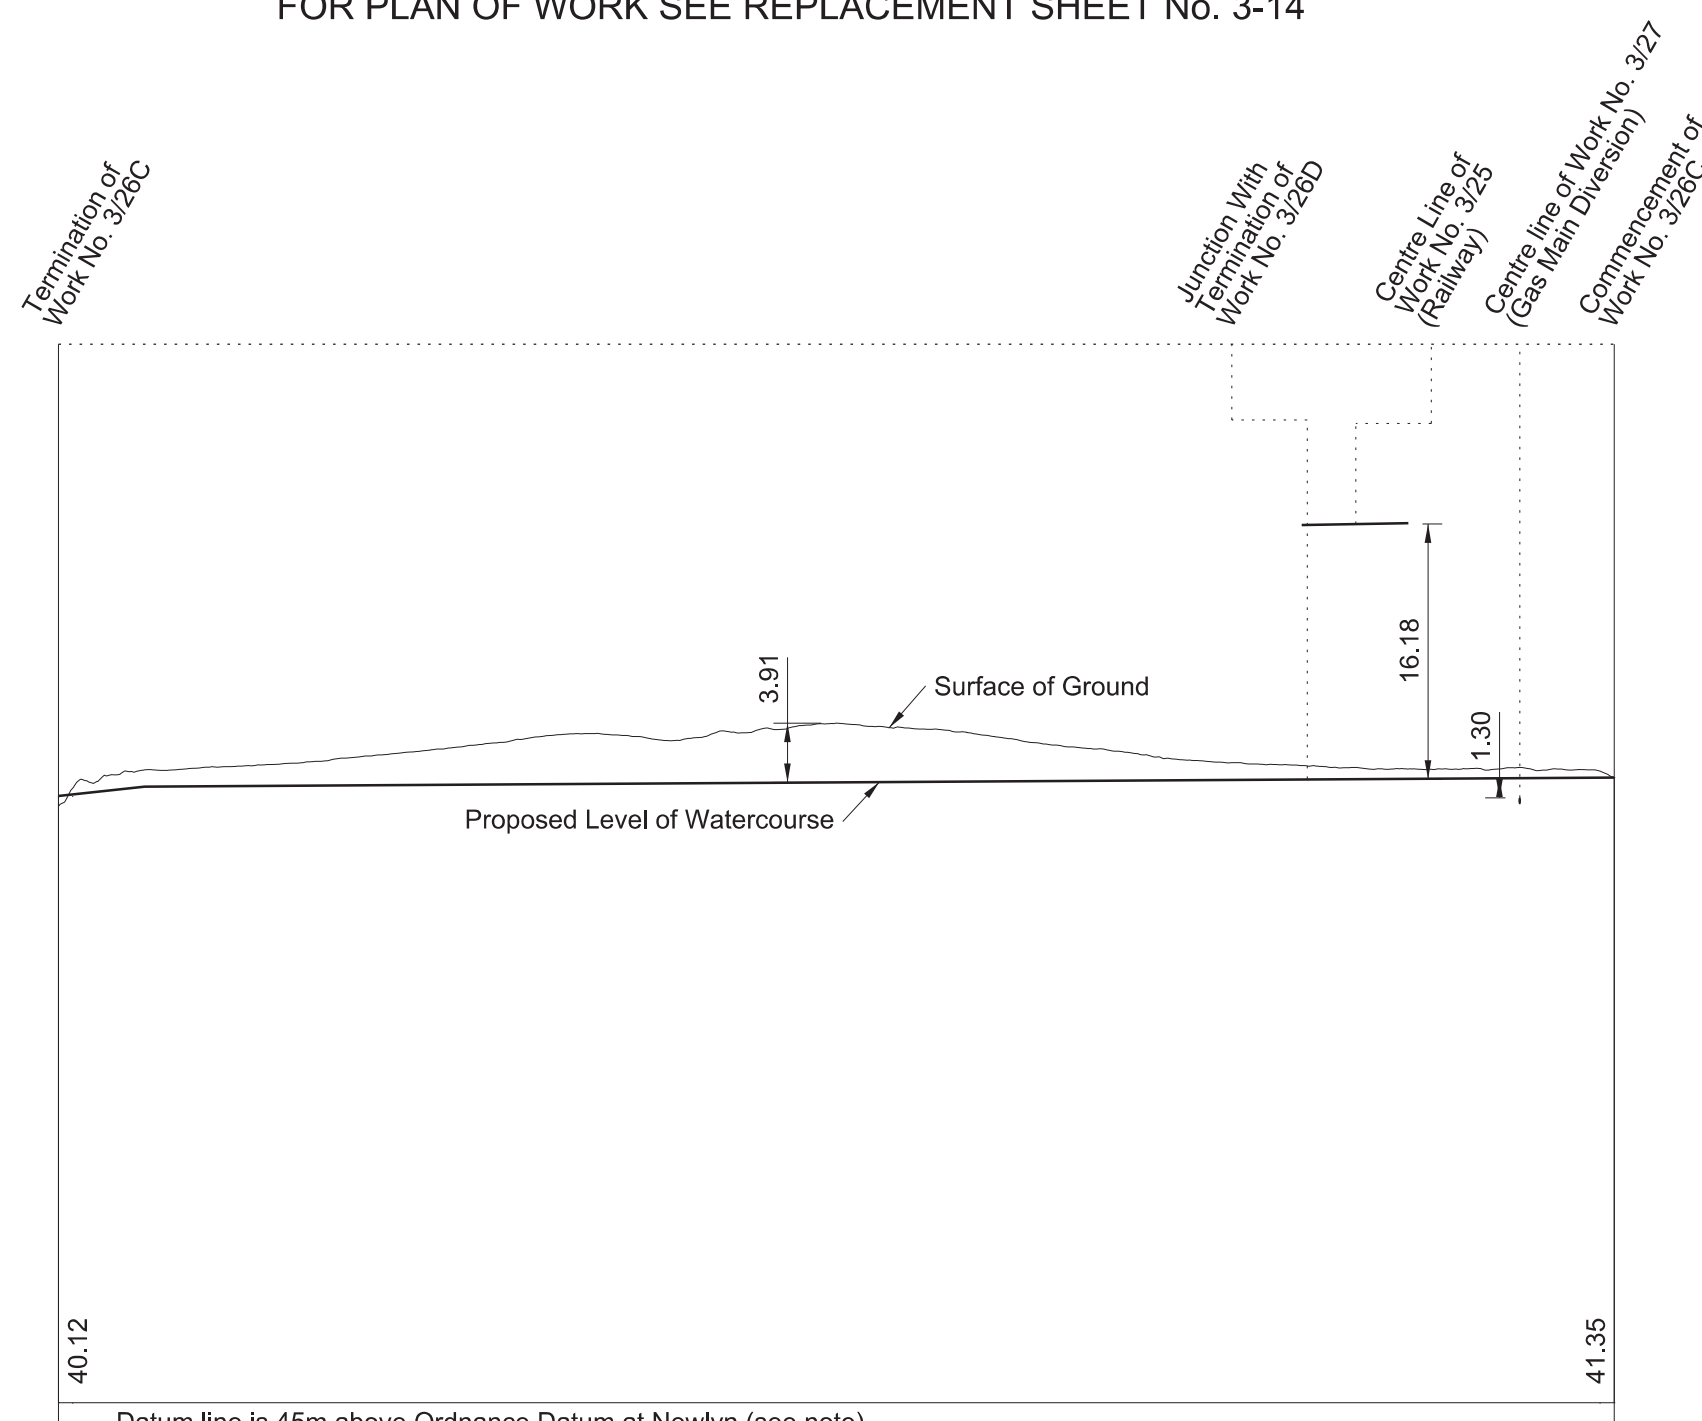 FOR PLAN OF WORK SEE REPLACEMENT SHEET No. 3-14
Termination of
Work No. 3/26C
Junction With
Termination of
Work No. 3/26D
Centre Line of
Work No. 3/25
(Railway)
Centre line of Work No. 3/27
(Gas Main Diversion)
Commencement of
Work No. 3/26C
3.91
Surface of Ground
16.18
1.30
Proposed Level of Watercourse
40.12
41.35
Datum line is 45m above Ordnance Datum at Newlyn (see note)